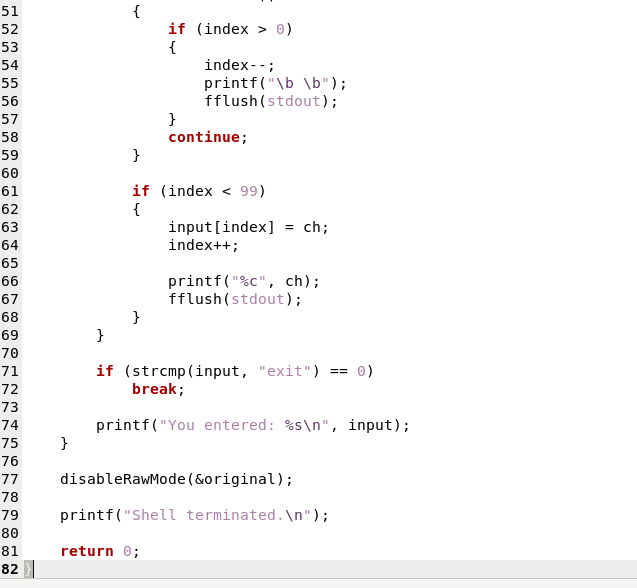 51 {
52 if (index > 0)
53 {
54 index--;
55 printf("\b \b");
56 fflush(stdout);
57 }
58 continue;
59 }
60
61 if (index < 99)
62 {
63 input[index] = ch;
64 index++;
65
66 printf("%c", ch);
67 fflush(stdout);
68 }
69 }
70
71 if (strcmp(input, "exit") == 0)
72 break;
73
74 printf("You entered: %s\n", input);
75 }
76
77 disableRawMode(&original);
78
79 printf("Shell terminated.\n");
80
81 return 0;
82 }